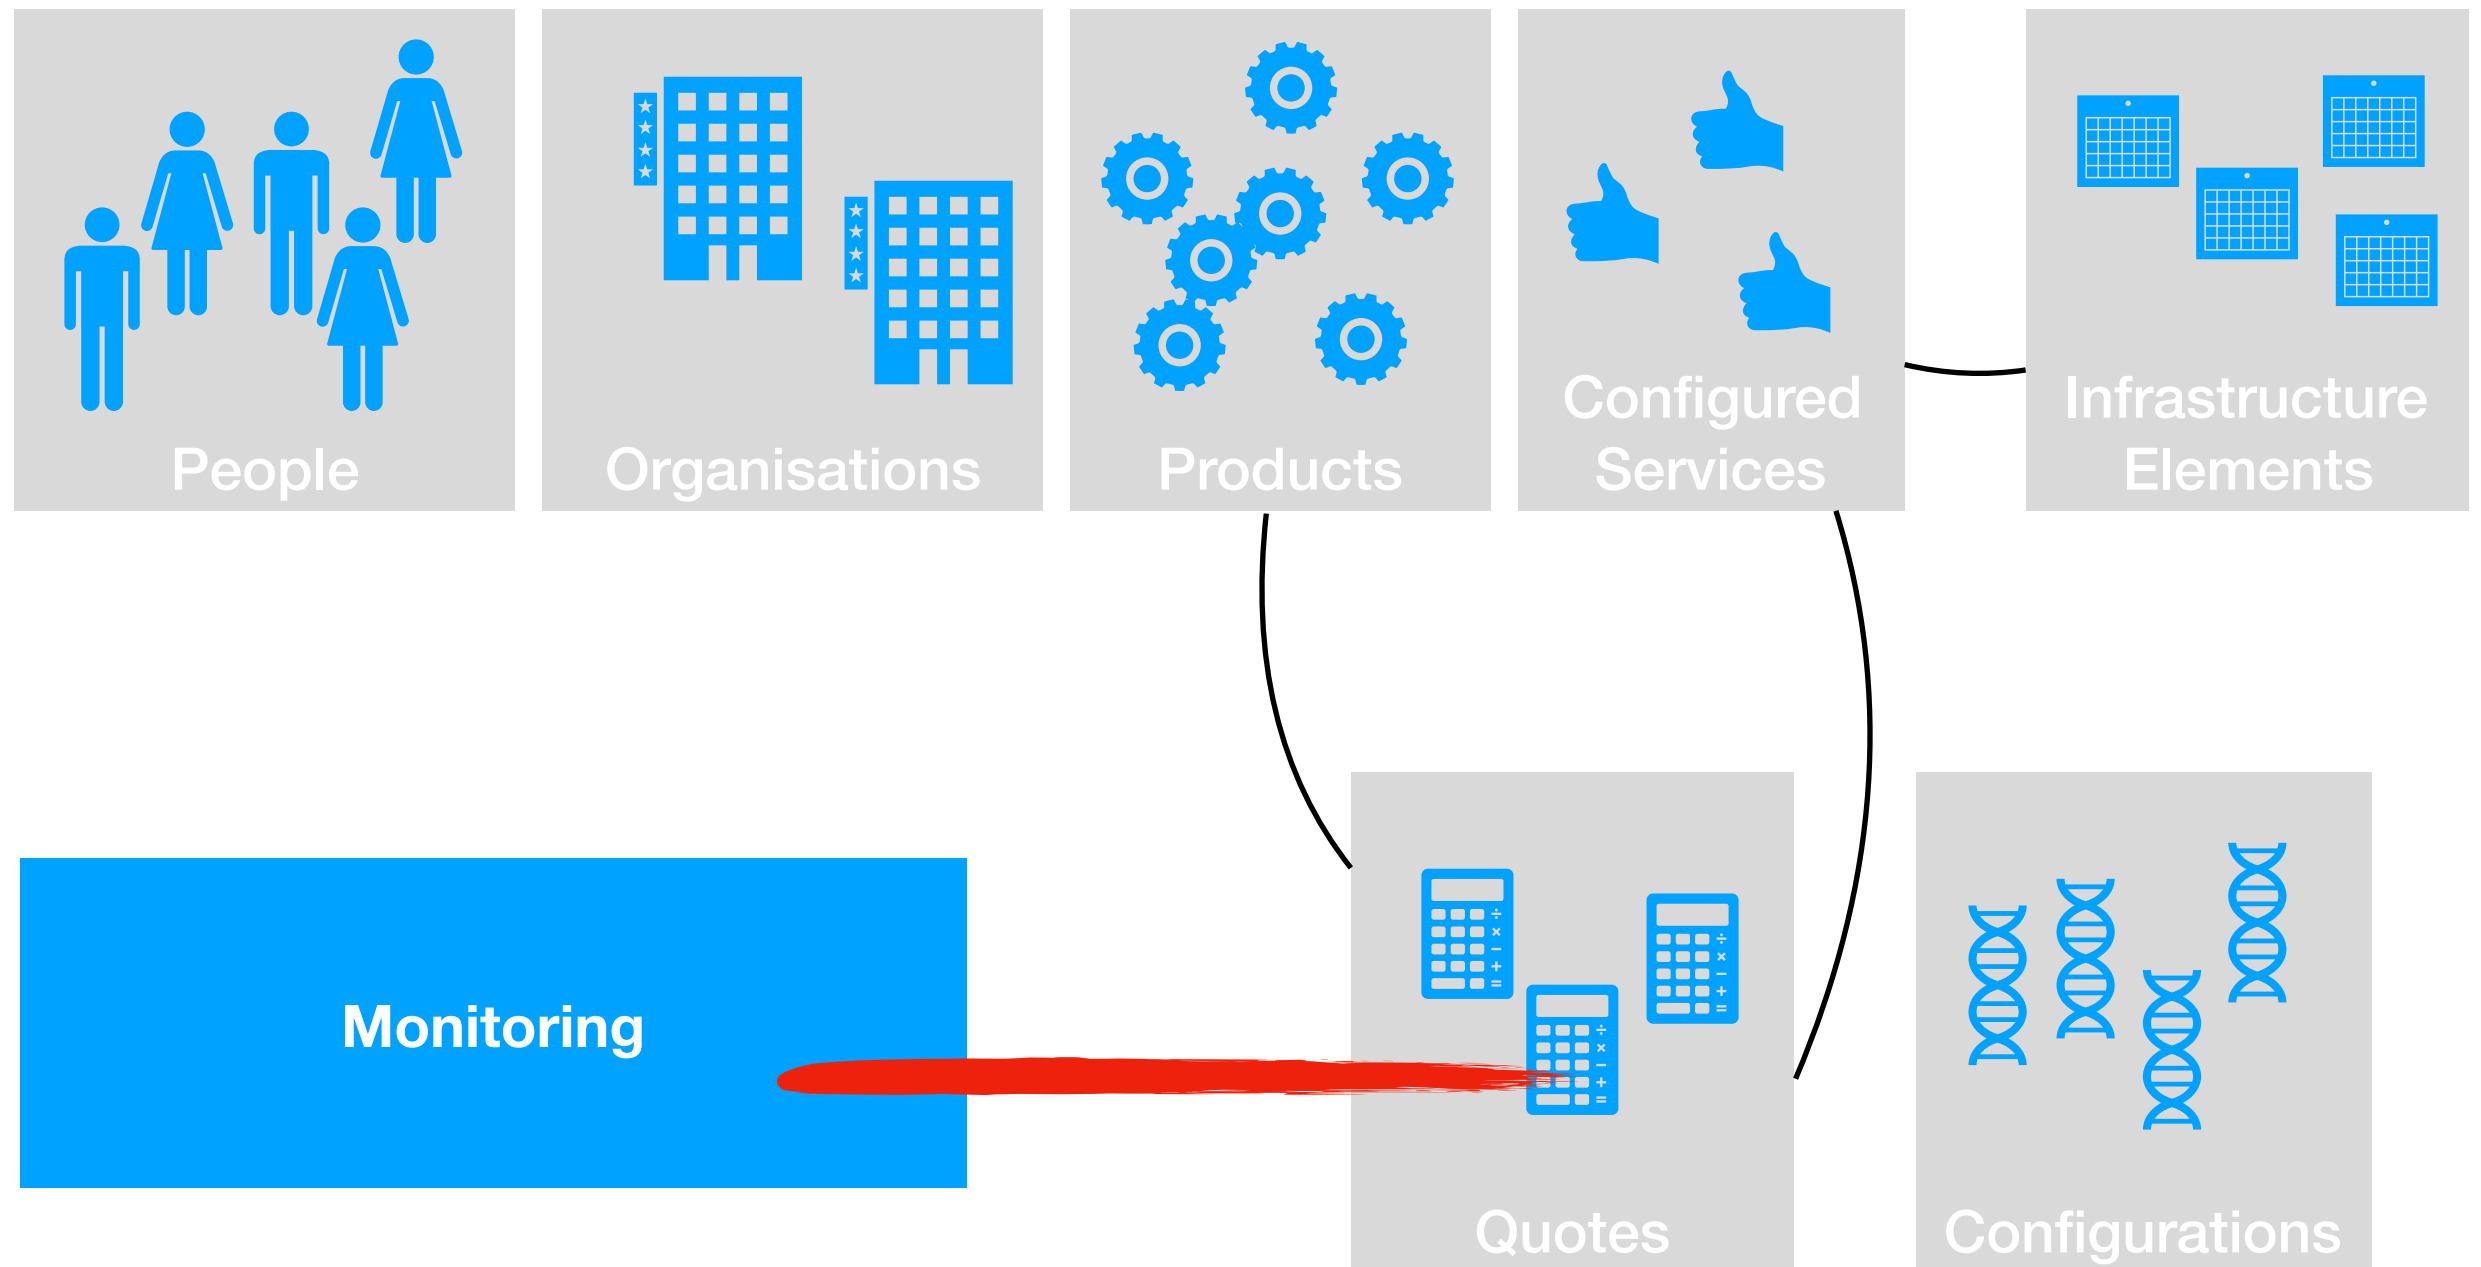 People
Organisations
Products
Configured
Services
Infrastructure
Elements
Monitoring
Quotes
Configurations